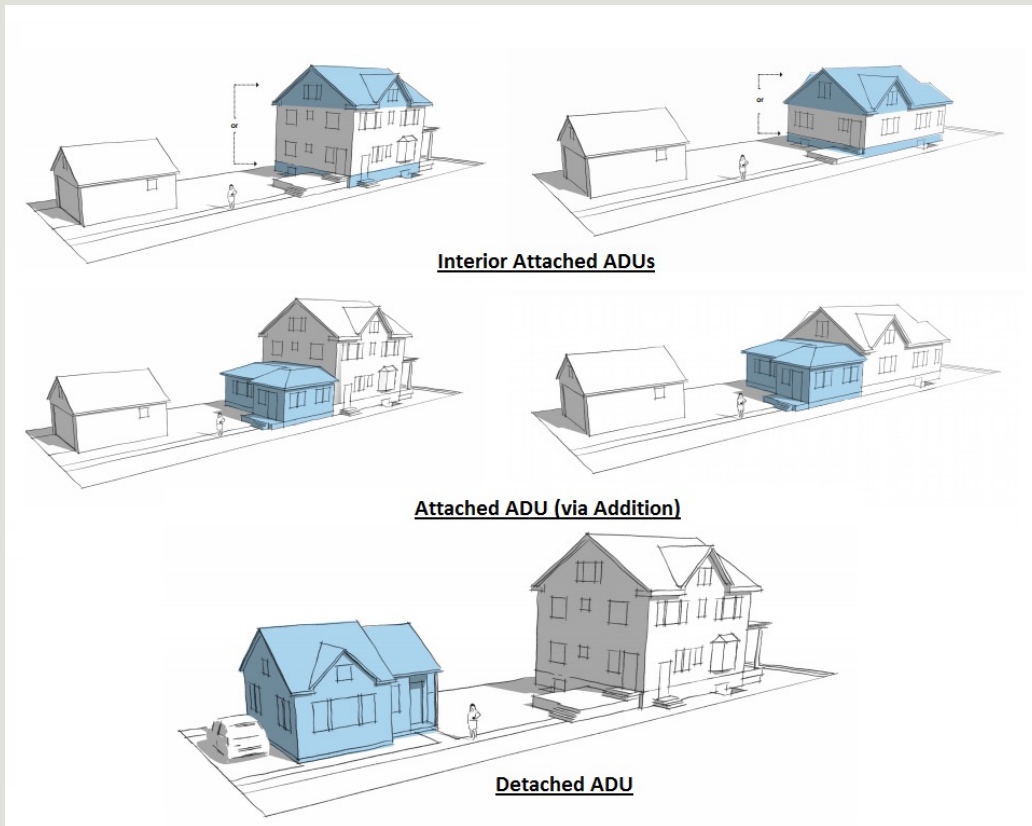 or
or
Interior Attached ADUs
Attached ADU (via Addition)
Detached ADU